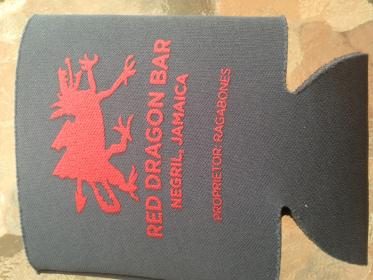 RED DRAGON BAR
NEGRIL, JAMAICA
PROPRIETOR: RAGABONES